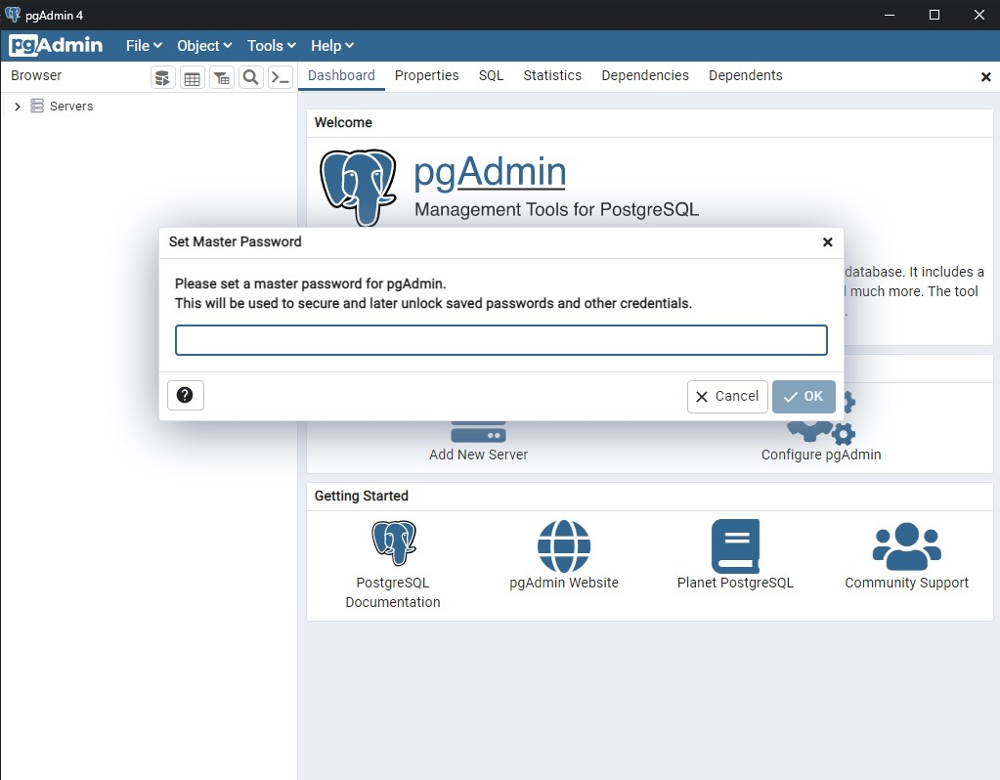 pgAdmin 4
pgAdmin File Object Tools Help
Browser
Dashboard Properties SQL Statistics Dependencies Dependents
Servers
Welcome
pgAdmin
Management Tools for PostgreSQL
Set Master Password
Please set a master password for pgAdmin.
This will be used to secure and later unlock saved passwords and other credentials.
Cancel OK
database. It includes a
much more. The tool
Add New Server
Configure pgAdmin
Getting Started
PostgreSQL
Documentation
pgAdmin Website
Planet PostgreSQL
Community Support